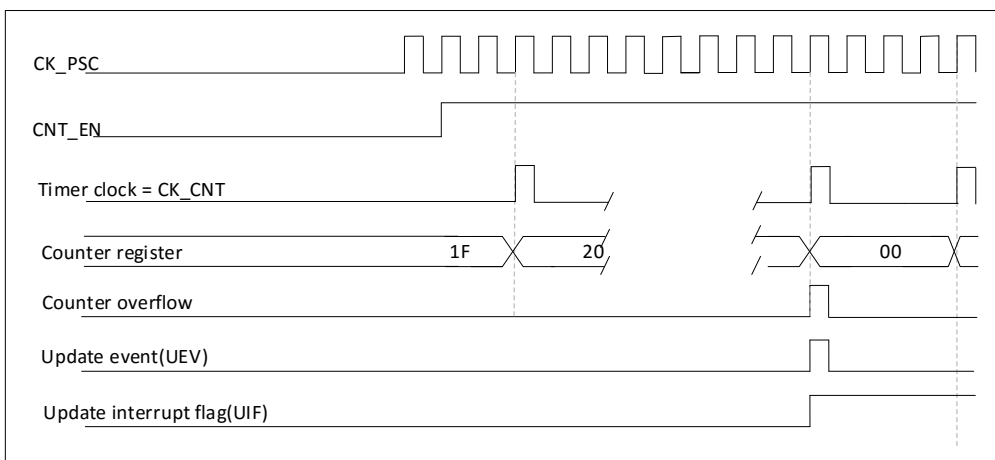 CK_PSC
CNT_EN
Timer clock = CK_CNT
Counter register 1F 20 00
Counter overflow
Update event(UEV)
Update interrupt flag(UIF)